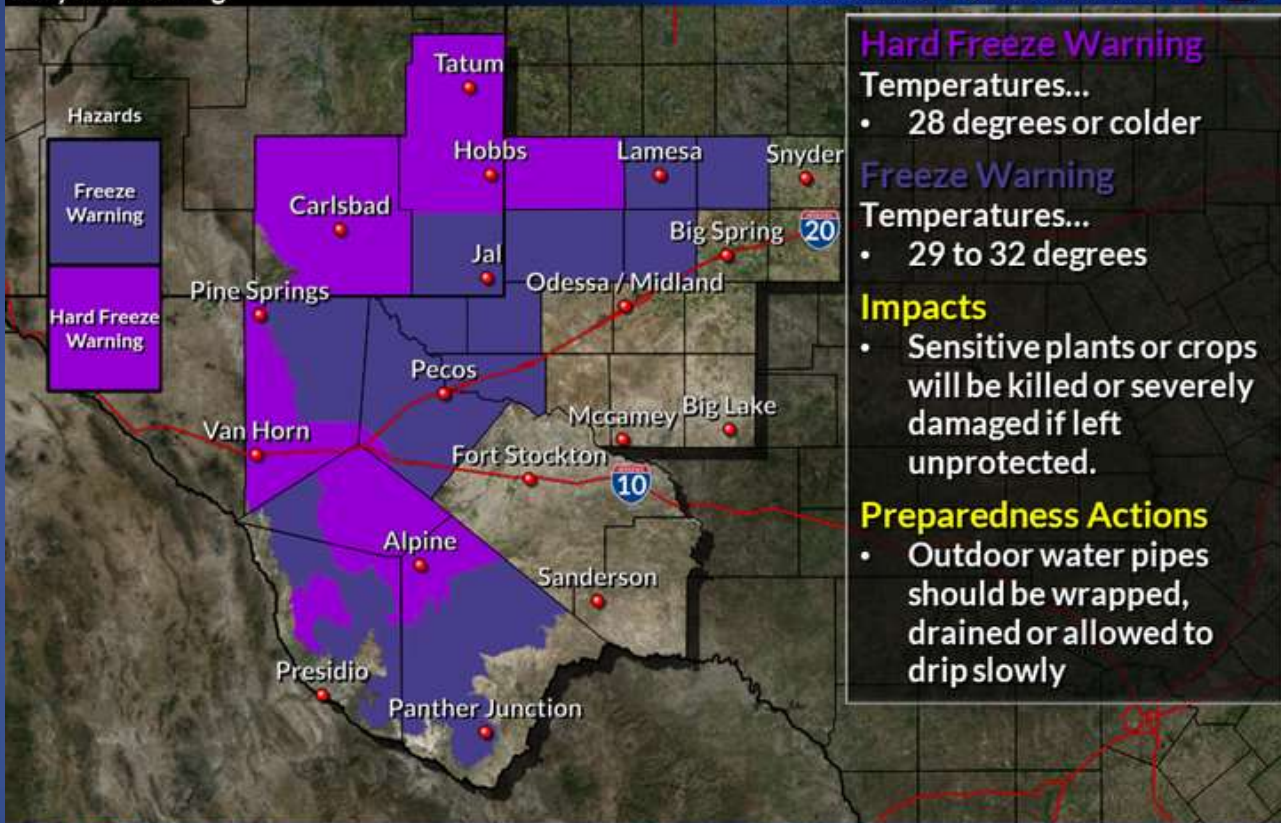 Hazards
Freeze
Warning
Hard Freeze
Warning
Tatum
Hobbs
Lamesa
Snyder
Carlsbad
Big Spring
20
Jal
Odessa / Midland
Pine Springs
Pecos
Mccamey
Big Lake
Van Horn
Fort Stockton
10
Alpine
Sanderson
Presidio
Panther Junction
Hard Freeze Warning
Temperatures...
• 28 degrees or colder
Freeze Warning
Temperatures...
• 29 to 32 degrees
Impacts
• Sensitive plants or crops
will be killed or severely
damaged if left
unprotected.
Preparedness Actions
• Outdoor water pipes
should be wrapped,
drained or allowed to
drip slowly